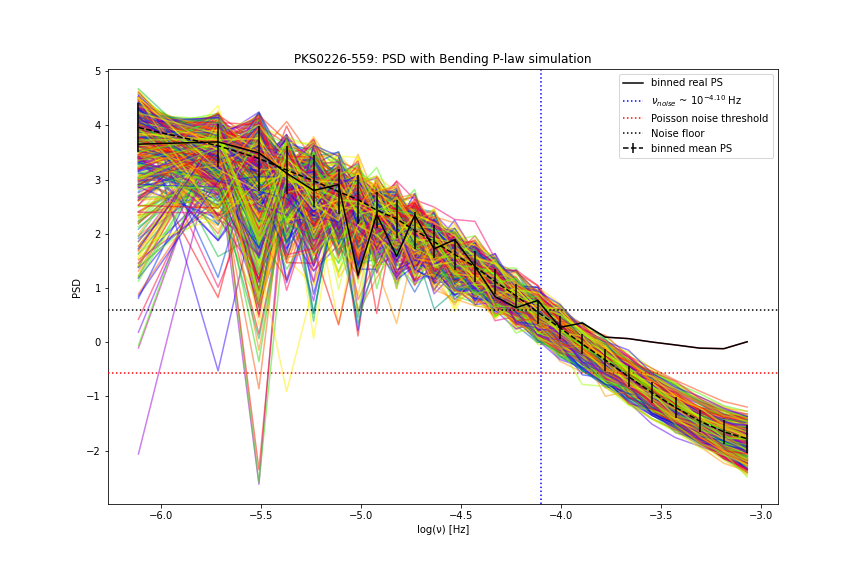 PKS0226-559: PSD with Bending P-law simulation
binned real PS
ν_noise ~ 10^−4.10 Hz
Poisson noise threshold
Noise floor
binned mean PS
PSD
5
4
3
2
1
0
−1
−2
−6.0 −5.5 −5.0 −4.5 −4.0 −3.5 −3.0
log(ν) [Hz]